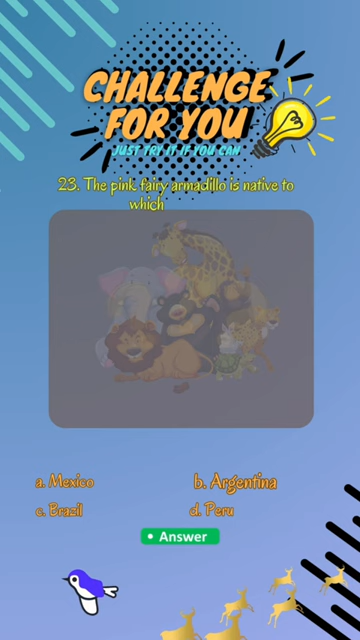 CHALLENGE
FOR YOU
JUST TRY IT IF YOU CAN
23. The pink fairy armadillo is native to
which
a. Mexico
b. Argentina
c. Brazil
d. Peru
• Answer